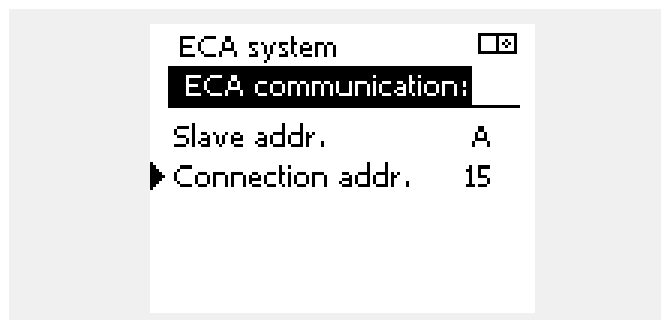 ECA system
ECA communication:
Slave addr. A
Connection addr. 15